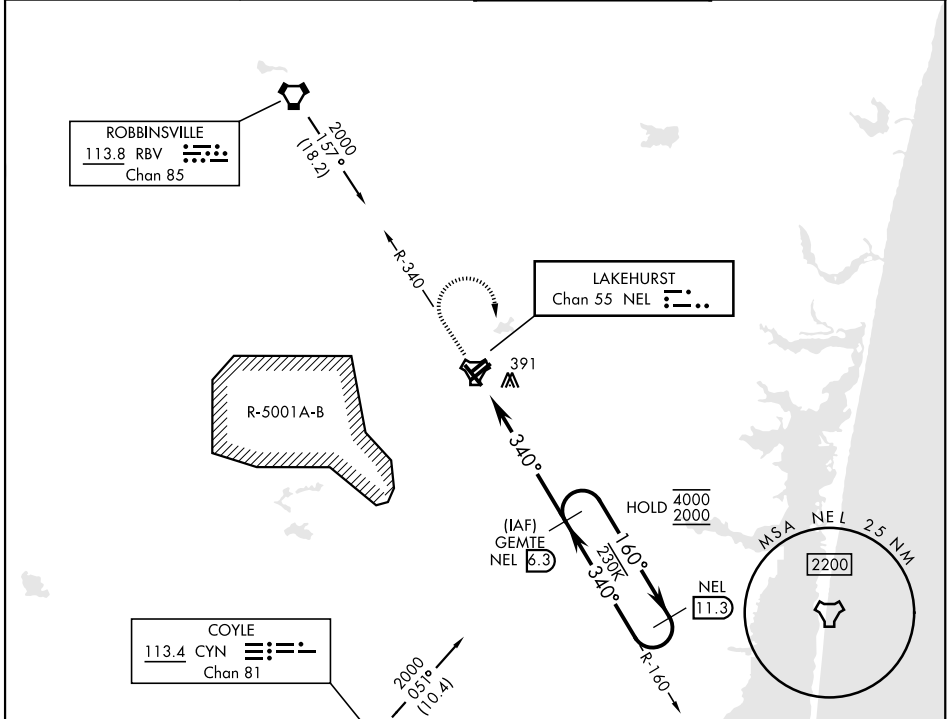 ROBBINSVILLE
113.8 RBV
Chan 85
2000
157°
(18.2)
R-340
LAKEHURST
Chan 55 NEL
391
R-5001A-B
340°
HOLD 4000
2000
(IAF)
GEMTE
NEL 6.3
160°
230K
340°
NEL
11.3
R-160
MSA NEL 25 NM
2200
COYLE
113.4 CYN
Chan 81
2000
051°
(10.4)